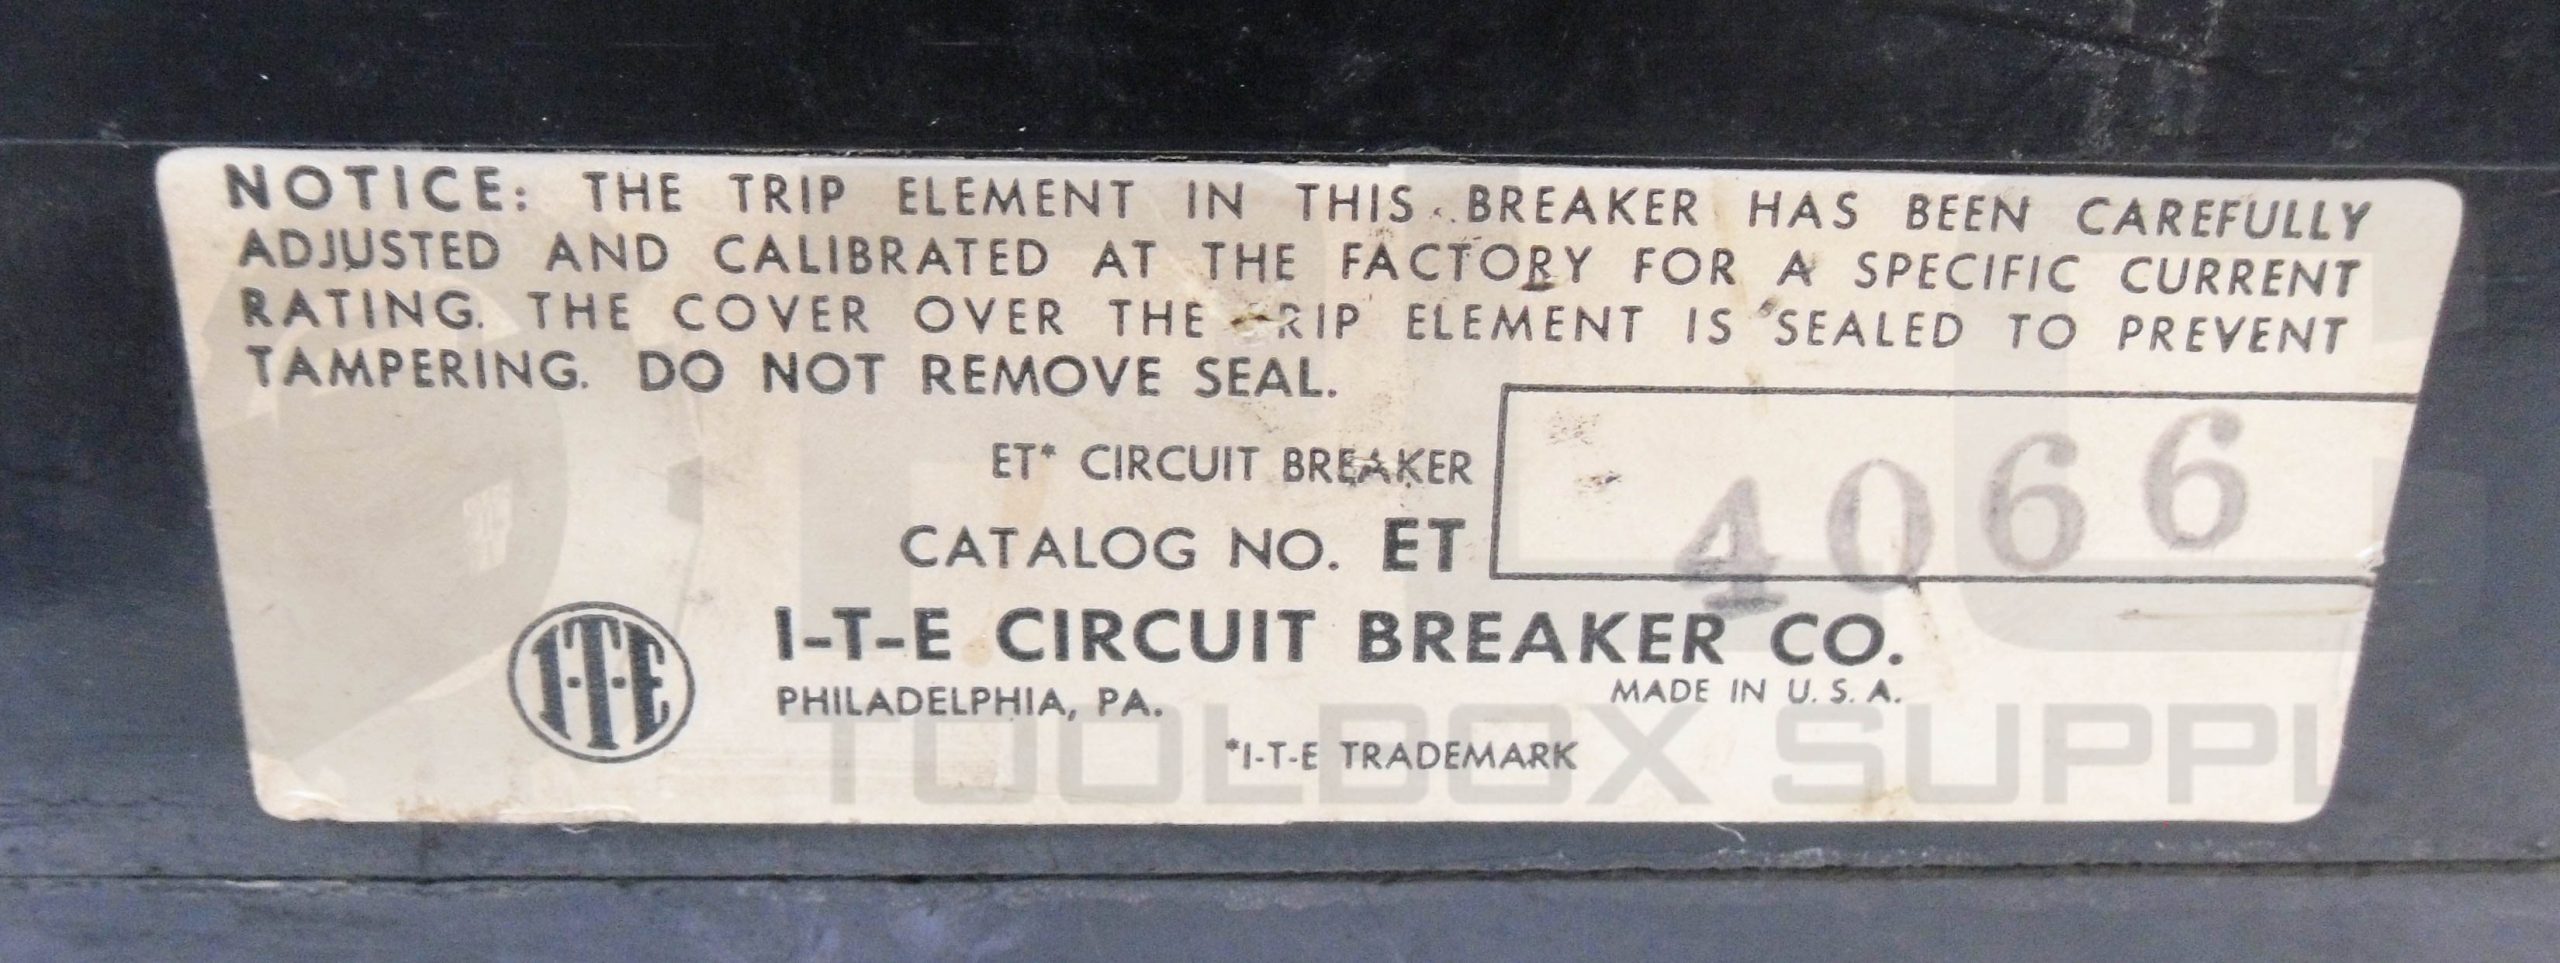 NOTICE: THE TRIP ELEMENT IN THIS BREAKER HAS BEEN CAREFULLY
ADJUSTED AND CALIBRATED AT THE FACTORY FOR A SPECIFIC CURRENT
RATING. THE COVER OVER THE TRIP ELEMENT IS SEALED TO PREVENT
TAMPERING. DO NOT REMOVE SEAL.
ET* CIRCUIT BREAKER
CATALOG NO. ET 4066
I-T-E
I-T-E CIRCUIT BREAKER CO.
PHILADELPHIA, PA. MADE IN U. S. A.
TOOLBOX SUPPL
*I-T-E TRADEMARK